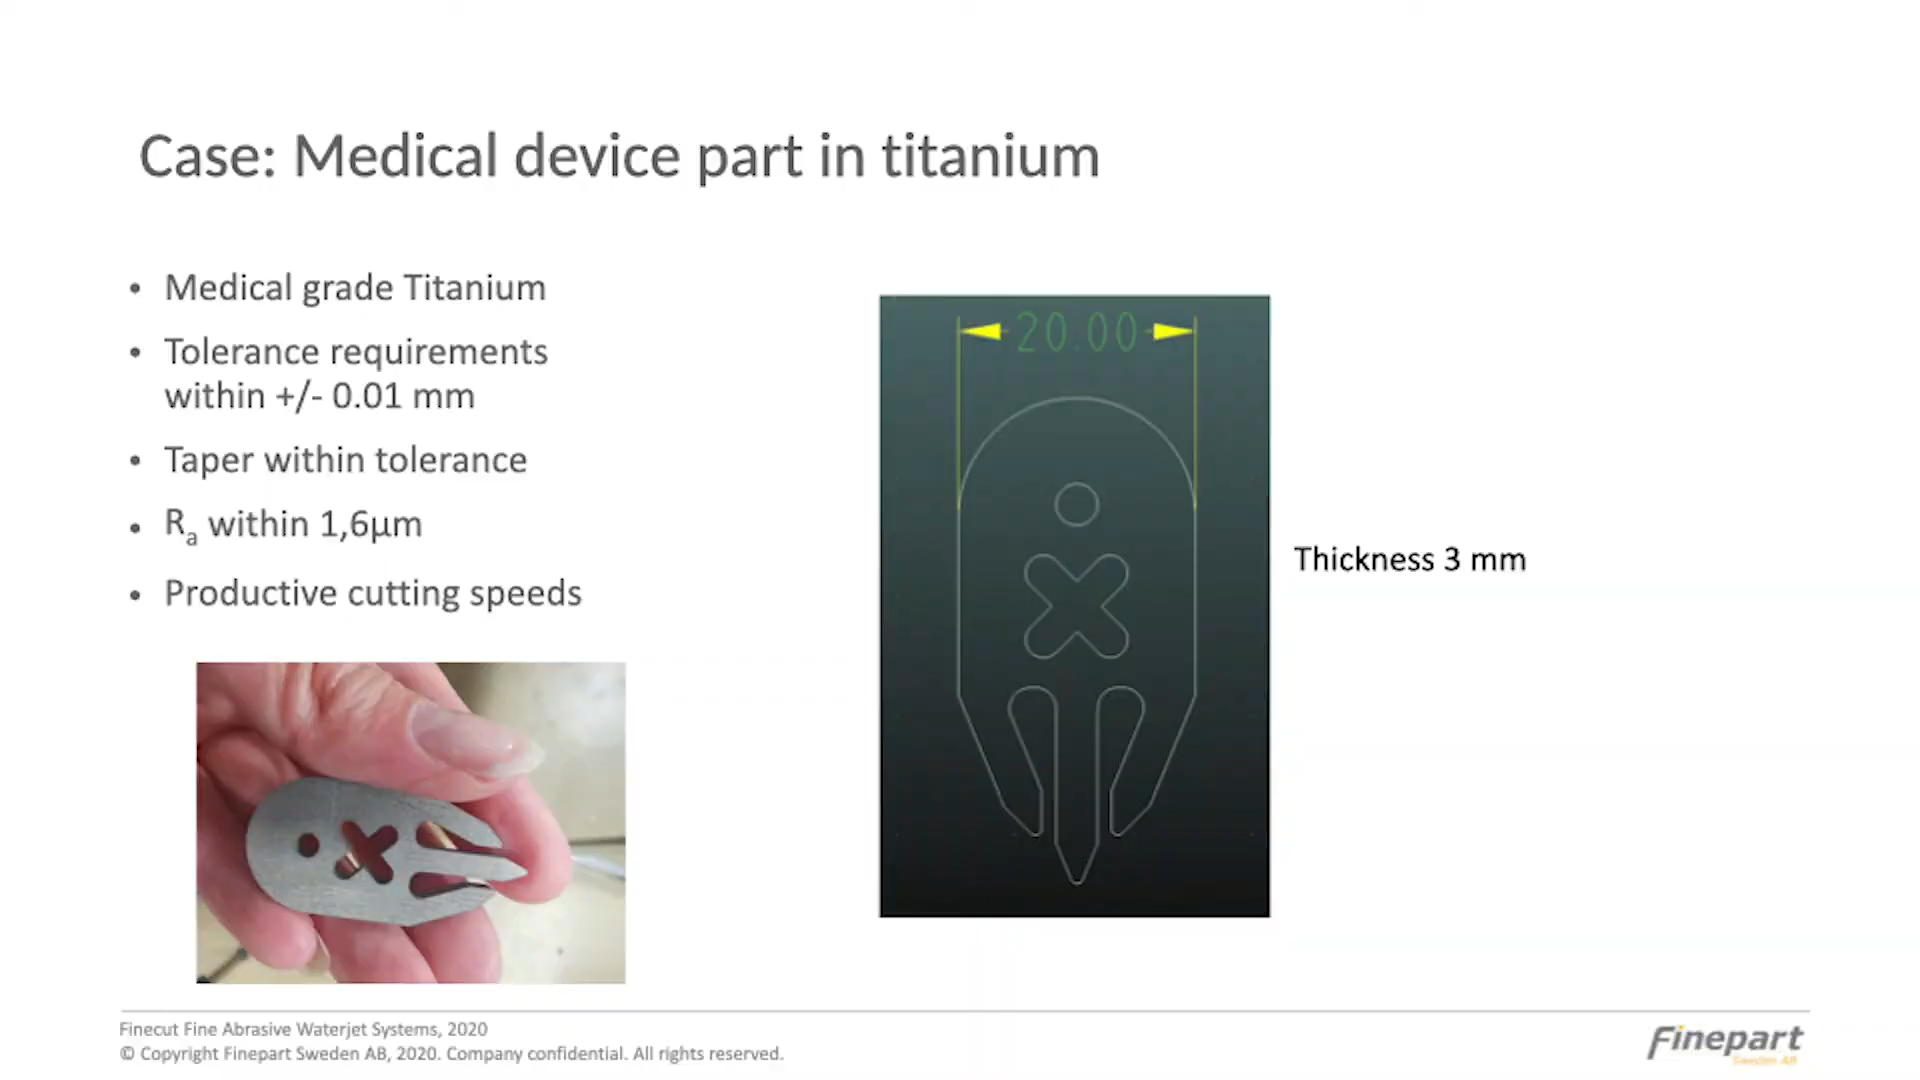 Case: Medical device part in titanium
• Medical grade Titanium
• Tolerance requirements
within +/- 0.01 mm
• Taper within tolerance
• Ra within 1,6µm
• Productive cutting speeds
20.00
Thickness 3 mm
Finecut Fine Abrasive Waterjet Systems, 2020
© Copyright Finepart Sweden AB, 2020. Company confidential. All rights reserved.
Finepart
Sweden AB